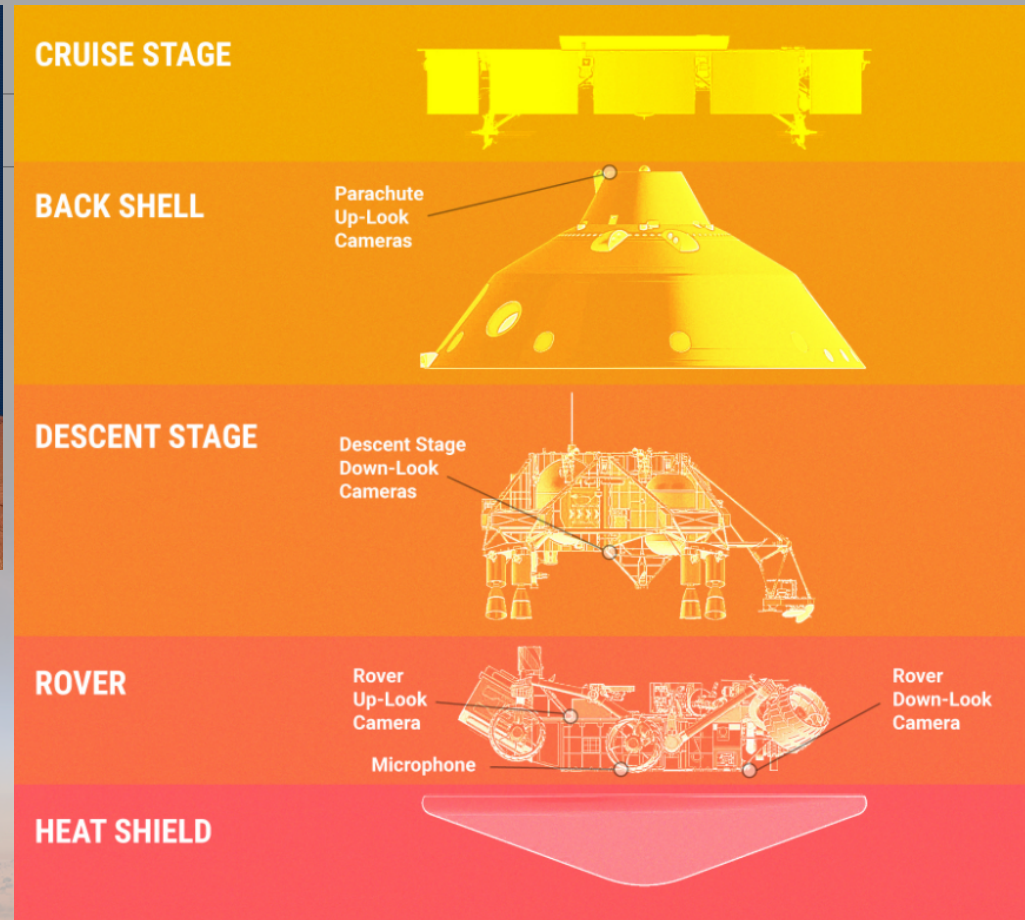 CRUISE STAGE
BACK SHELL
Parachute
Up-Look
Cameras
DESCENT STAGE
Descent Stage
Down-Look
Cameras
ROVER
Rover
Up-Look
Camera
Microphone
Rover
Down-Look
Camera
HEAT SHIELD